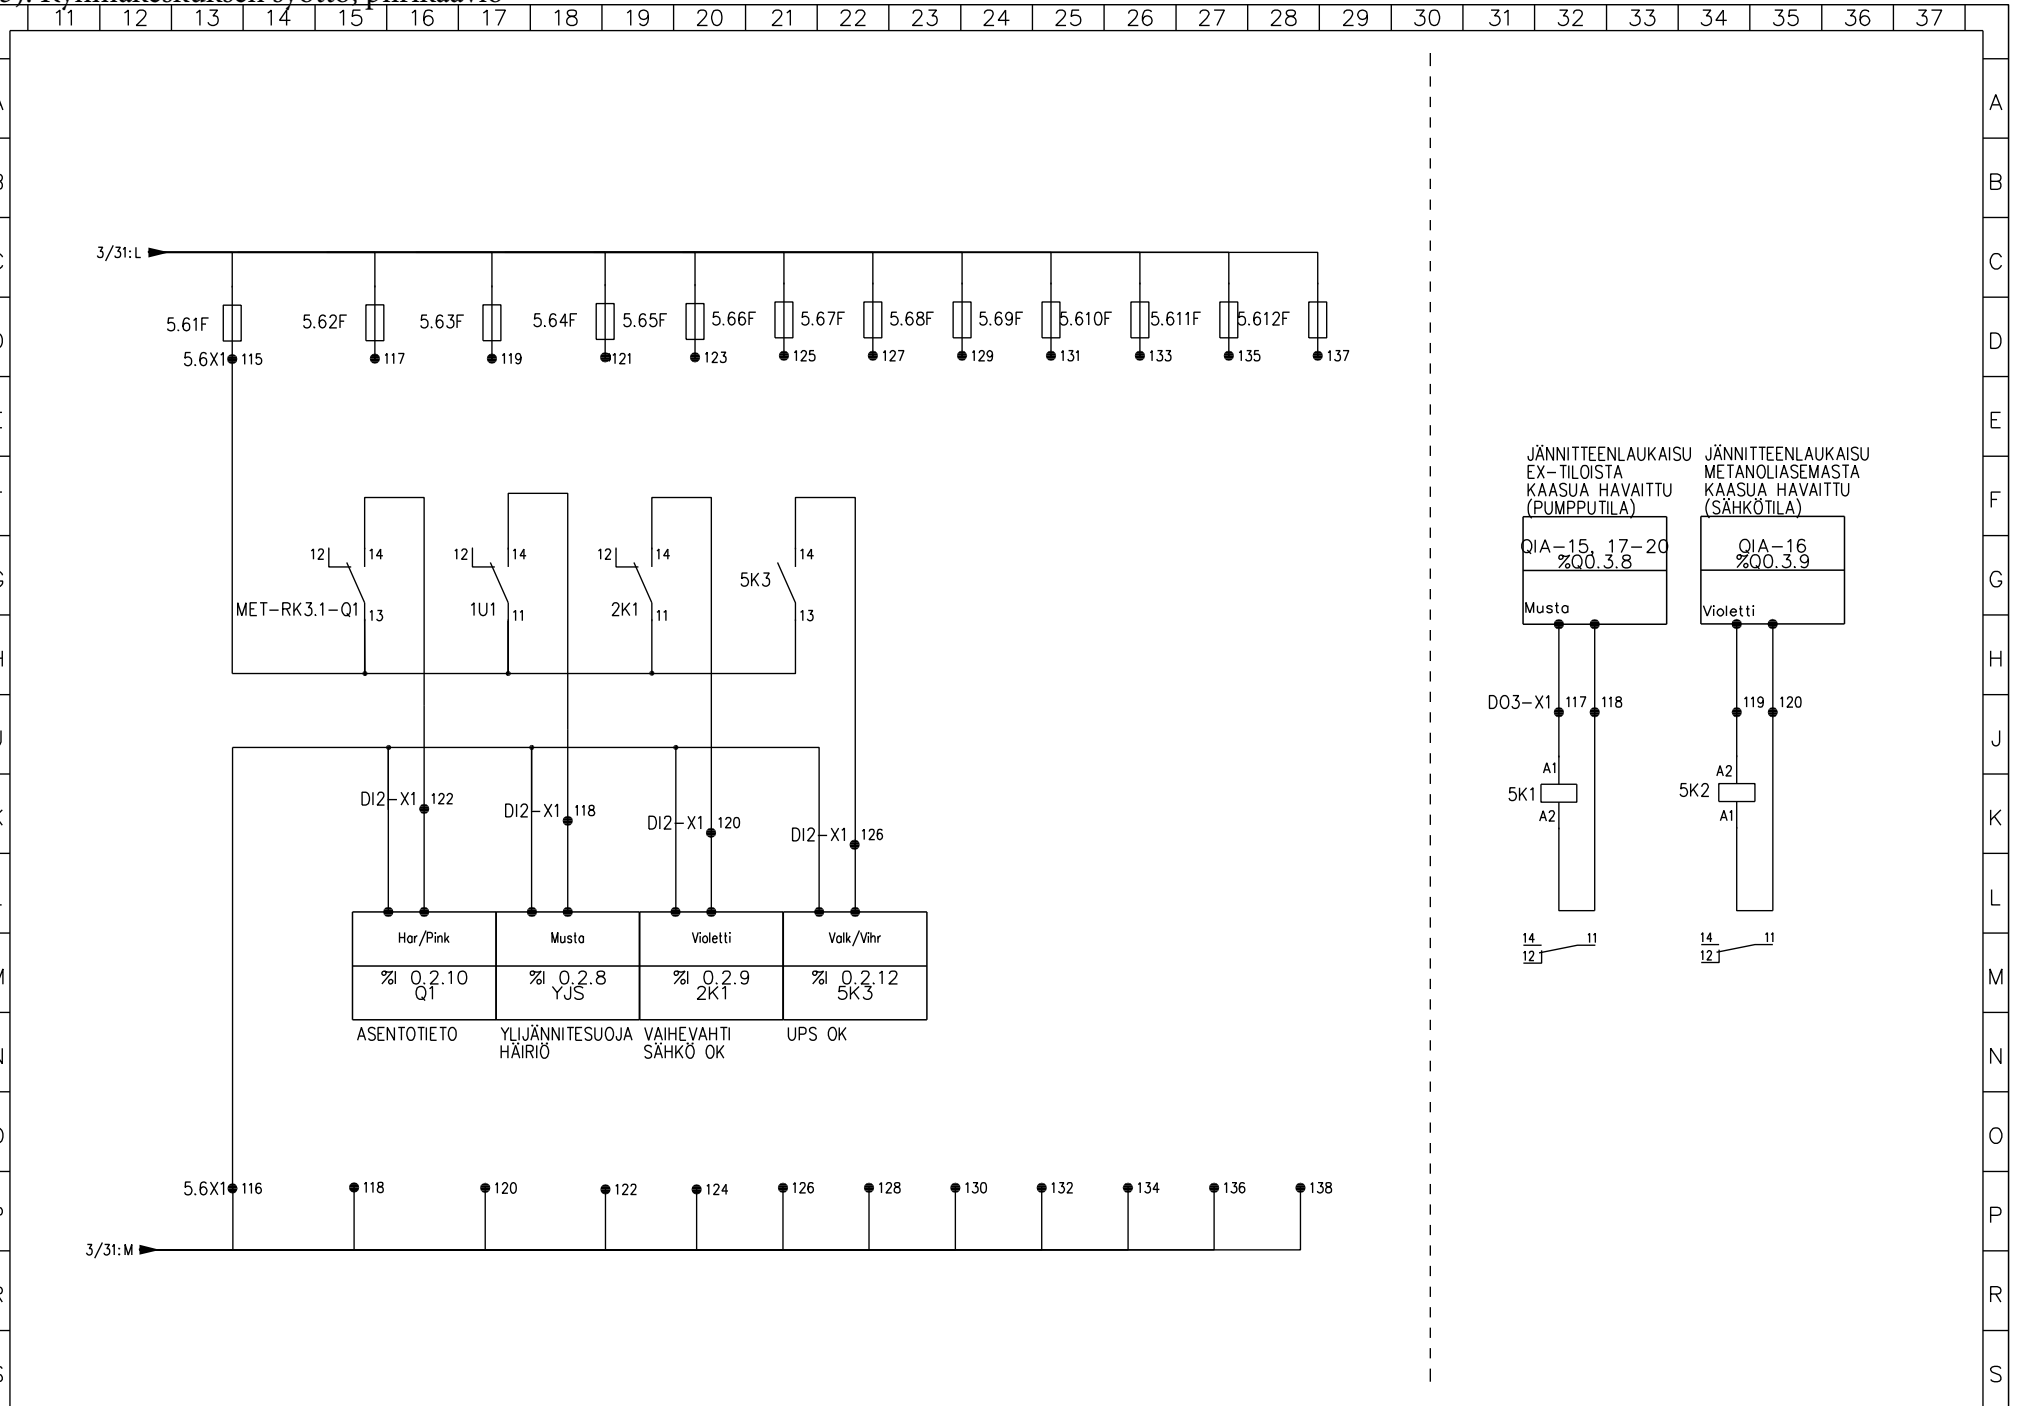 11 12 13 14 15 16 17 18 19 20 21 22 23 24 25 26 27 28 29 30 31 32 33 34 35 36 37
A
B
3/31:L
C
5.61F 5.62F 5.63F 5.64F 5.65F 5.66F 5.67F 5.68F 5.69F 5.610F 5.611F 5.612F
D
5.6X1 115 117 119 121 123 125 127 129 131 133 135 137
E
JÄNNITTEENLAUKAISU
EX-TILOISTA
KAASUA HAVAITTU
(PUMPPUTILA)
JÄNNITTEENLAUKAISU
METANOLIASEMASTA
KAASUA HAVAITTU
(SÄHKÖTILA)
F
12 14 12 14 12 14 14
QIA-15, 17-20
%Q0.3.8
QIA-16
%Q0.3.9
5K3
G
MET-RK3.1-Q1 13 1U1 11 2K1 11 13
Musta
Violetti
H
DO3-X1 117 118 119 120
J
A1
5K1
A2
A2
5K2
A1
DI2-X1 122
DI2-X1 118
DI2-X1 120
DI2-X1 126
K
L
Har/Pink Musta Violetti Valk/Vihr
14 11
12
14 11
12
%I 0.2.10
Q1
%I 0.2.8
YJS
%I 0.2.9
2K1
%I 0.2.12
5K3
M
ASENTOTIETO
YLIJÄNNITESUOJA
HÄIRIÖ
VAIHEVAHTI
SÄHKÖ OK
UPS OK
N
O
5.6X1 116 118 120 122 124 126 128 130 132 134 136 138
P
3/31:M
R
S